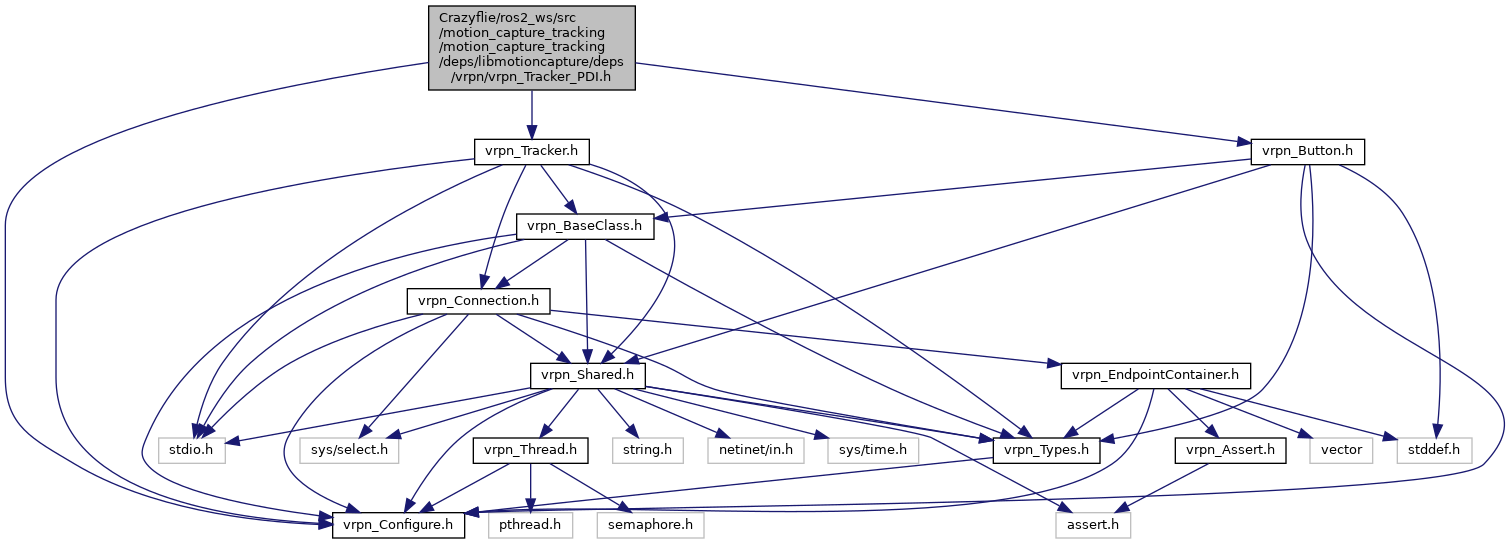 Crazyflie/ros2_ws/src
/motion_capture_tracking
/motion_capture_tracking
/deps/libmotioncapture/deps
/vrpn/vrpn_Tracker_PDI.h
vrpn_Tracker.h
vrpn_Button.h
vrpn_BaseClass.h
vrpn_Connection.h
vrpn_Shared.h
vrpn_EndpointContainer.h
stdio.h
sys/select.h
vrpn_Thread.h
string.h
netinet/in.h
sys/time.h
vrpn_Types.h
vrpn_Assert.h
vector
stddef.h
vrpn_Configure.h
pthread.h
semaphore.h
assert.h